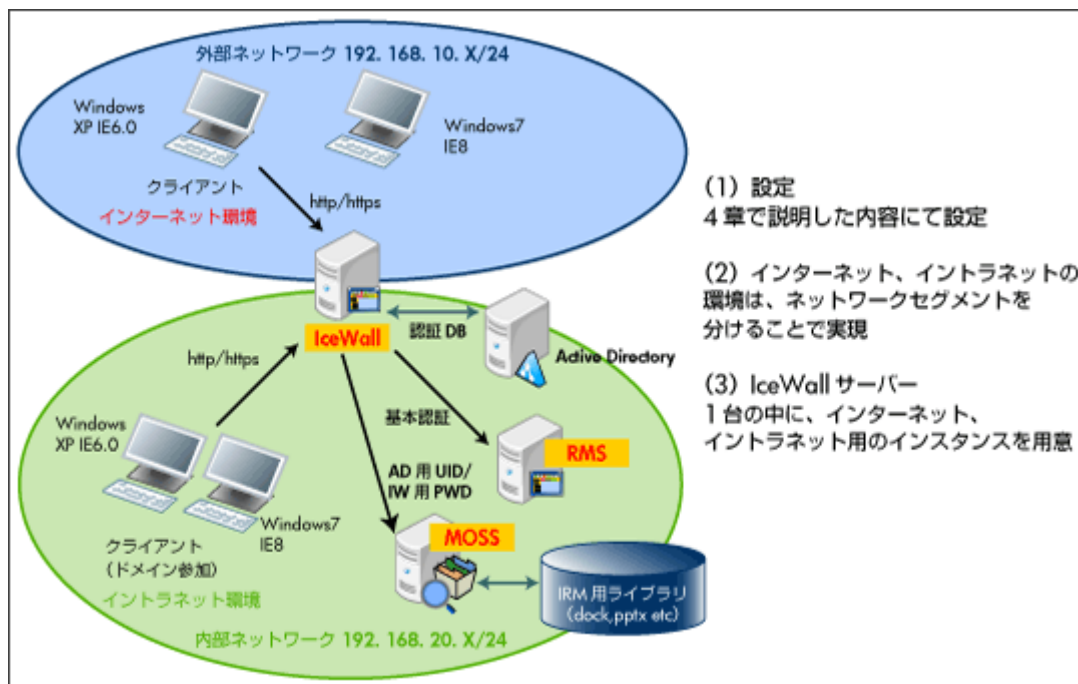 外部ネットワーク 192. 168. 10. X/24
Windows
XP IE6.0
Windows7
IE8
クライアント
インターネット環境
http/https
IceWall
認証 DB
Active Directory
http/https
基本認証
RMS
Windows
XP IE6.0
AD 用 UID/
IW 用 PWD
Windows7
IE8
MOSS
クライアント
（ドメイン参加）
イントラネット環境
IRM 用ライブラリ
（dock,pptx etc）
内部ネットワーク 192. 168. 20. X/24
（1）設定
4 章で説明した内容にて設定
（2）インターネット、イントラネットの
環境は、ネットワークセグメントを
分けることで実現
（3）IceWall サーバー
1 台の中に、インターネット、
イントラネット用のインスタンスを用意